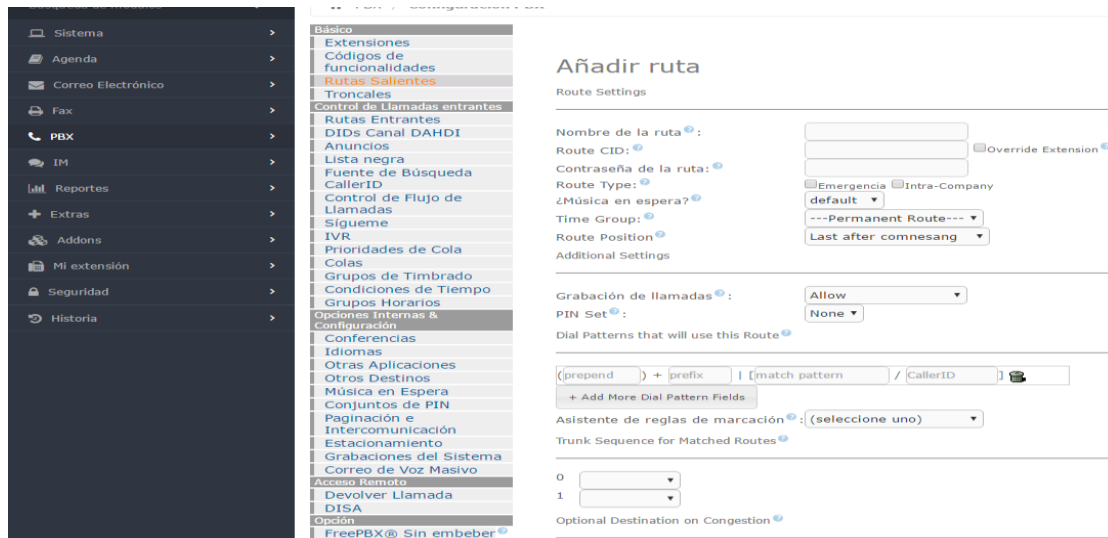 Sistema
Agenda
Correo Electrónico
Fax
PBX
IM
Reportes
Extras
Addons
Mi extensión
Seguridad
Historia
Básico
Extensiones
Códigos de
funcionalidades
Rutas Salientes
Troncales
Control de Llamadas entrantes
Rutas Entrantes
DIDs Canal DAHDI
Anuncios
Lista negra
Fuente de Búsqueda
CallerID
Control de Flujo de
Llamadas
Sígueme
IVR
Prioridades de Cola
Colas
Grupos de Timbrado
Condiciones de Tiempo
Grupos Horarios
Opciones Internas &
Configuración
Conferencias
Idiomas
Otras Aplicaciones
Otros Destinos
Música en Espera
Conjuntos de PIN
Paginación e
Intercomunicación
Estacionamiento
Grabaciones del Sistema
Correo de Voz Masivo
Acceso Remoto
Devolver Llamada
DISA
Opción
FreePBX® Sin embeber
Añadir ruta
Route Settings
Nombre de la ruta :
Route CID: Override Extension
Contraseña de la ruta:
Route Type: Emergencia Intra-Company
¿Música en espera? default
Time Group: ---Permanent Route---
Route Position Last after comnesang
Additional Settings
Grabación de llamadas : Allow
PIN Set : None
Dial Patterns that will use this Route
(prepend ) + prefix | [match pattern / CallerID ]
+ Add More Dial Pattern Fields
Asistente de reglas de marcación : (seleccione uno)
Trunk Sequence for Matched Routes
0
1
Optional Destination on Congestion